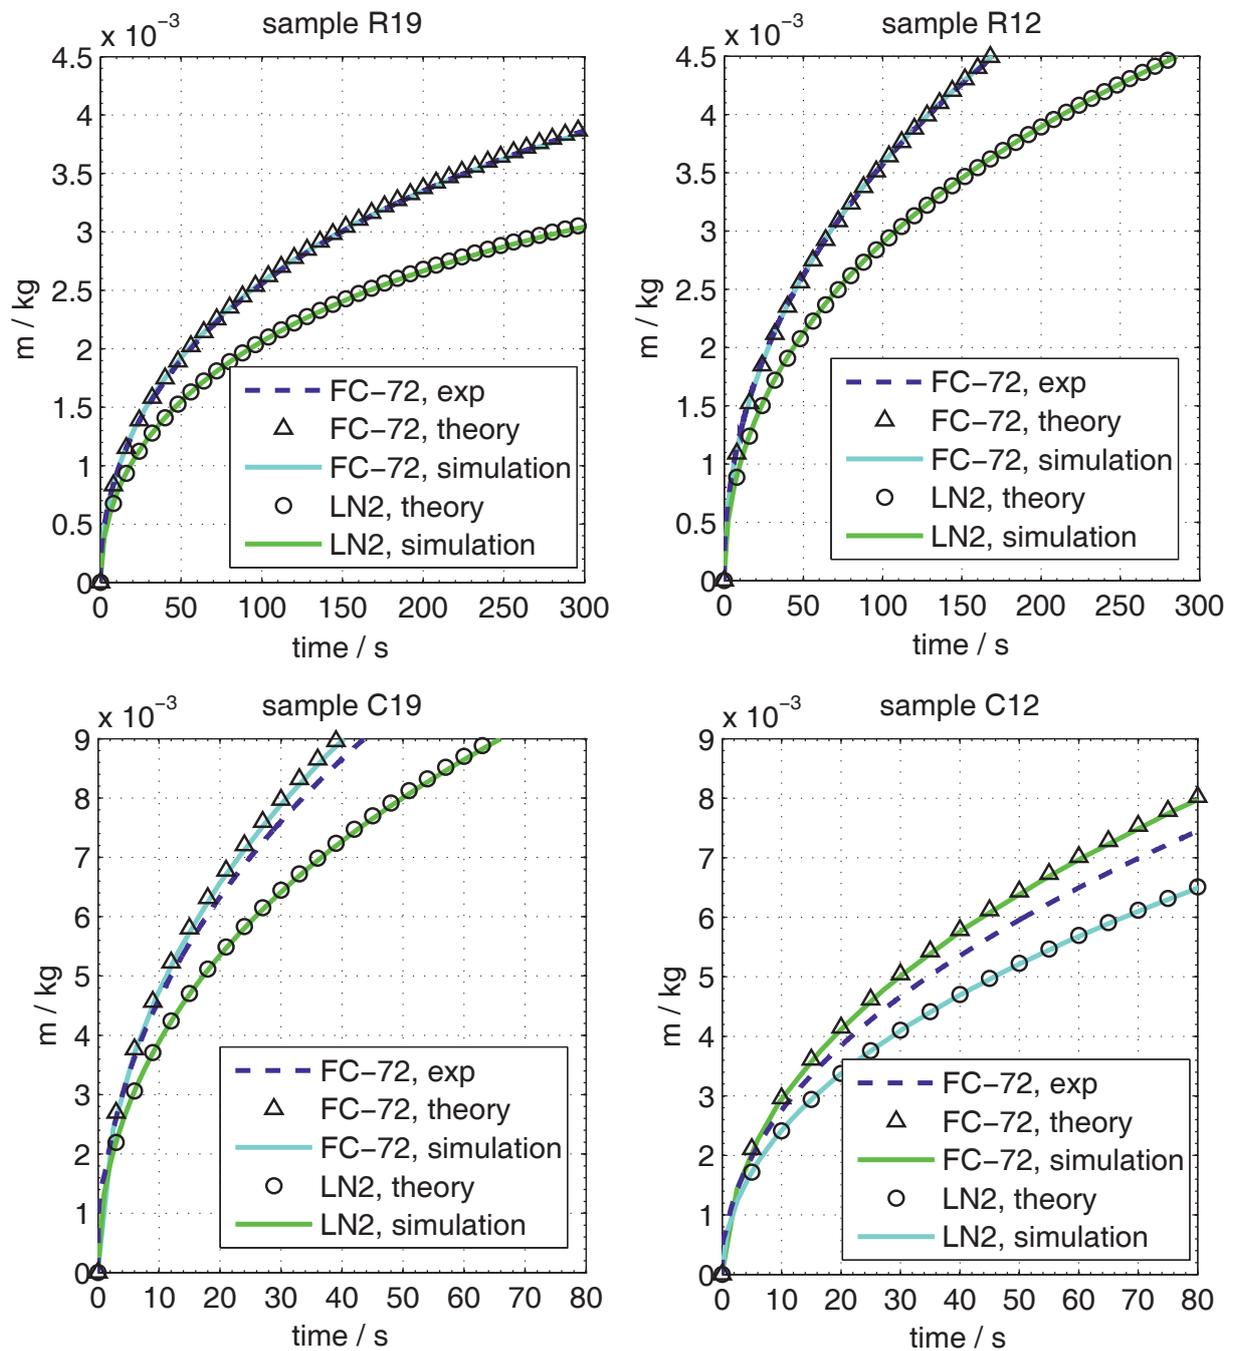 sample R19
x 10⁻³
4.5
4
3.5
3
2.5
2
1.5
1
0.5
0
m / kg
FC−72, exp
FC−72, theory
FC−72, simulation
LN2, theory
LN2, simulation
0 50 100 150 200 250 300
time / s
sample R12
x 10⁻³
4.5
4
3.5
3
2.5
2
1.5
1
0.5
0
m / kg
FC−72, exp
FC−72, theory
FC−72, simulation
LN2, theory
LN2, simulation
0 50 100 150 200 250 300
time / s
sample C19
x 10⁻³
9
8
7
6
5
4
3
2
1
0
m / kg
FC−72, exp
FC−72, theory
FC−72, simulation
LN2, theory
LN2, simulation
0 10 20 30 40 50 60 70 80
time / s
sample C12
x 10⁻³
9
8
7
6
5
4
3
2
1
0
m / kg
FC−72, exp
FC−72, theory
FC−72, simulation
LN2, theory
LN2, simulation
0 10 20 30 40 50 60 70 80
time / s